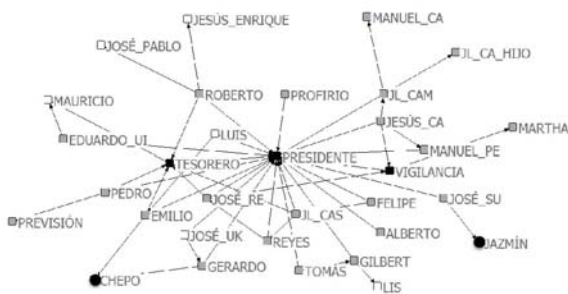 JESÚS_ENRIQUE
MANUEL_CA
JOSÉ_PABLO
JL_CA_HIJO
MAURICIO
ROBERTO
PROFIRIO
JL_CAM
JESÚS_CA
MARTHA
EDUARDO_UI
LUIS
MANUEL_PE
TESORERO
PRESIDENTE
VIGILANCIA
PEDRO
JOSÉ_RE
FELIPE
JOSÉ_SU
PREVISIÓN
EMILIO
JL_CAS
JOSÉ_UK
REYES
ALBERTO
JAZMÍN
CHEPO
GERARDO
TOMÁS
GILBERT
LIS